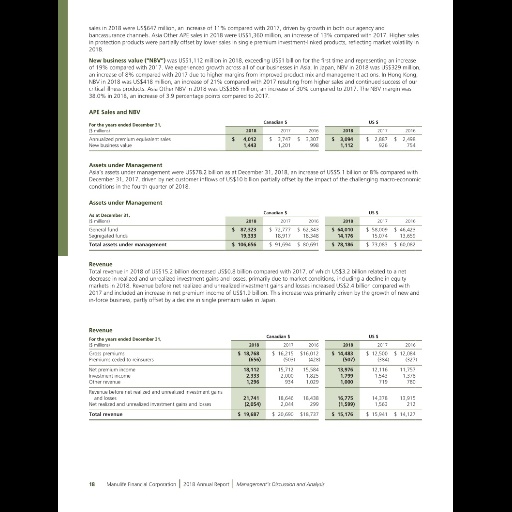 sales in 2018 were US$647 million, an increase of 11% compared with 2017, driven by growth in both our agency and
bancassurance channels. Asia Other APE sales in 2018 were US$1,360 million, an increase of 13% compared with 2017. Higher sales
in protection products were partially offset by lower sales in single premium investment-linked products, reflecting market volatility in
2018.
New business value ("NBV") was US$1,112 million in 2018, exceeding US$1 billion for the first time and representing an increase
of 19% compared with 2017. We experienced growth across all of our businesses in Asia. In Japan, NBV in 2018 was US$329 million,
an increase of 8% compared with 2017 due to higher margins from improved product mix and management actions. In Hong Kong,
NBV in 2018 was US$418 million, an increase of 21% compared with 2017 resulting from higher sales and continued success of our
critical illness products. Asia Other NBV in 2018 was US$365 million, an increase of 30% compared to 2017. The NBV margin was
38.0% in 2018, an increase of 3.9 percentage points compared to 2017.
APE Sales and NBV
Canadian $ US $
For the years ended December 31,
($ millions) 2018 2017 2016 2018 2017 2016
Annualized premium equivalent sales $ 4,012 $ 3,747 $ 3,307 $ 3,094 $ 2,887 $ 2,498
New business value 1,443 1,201 998 1,112 926 754
Assets under Management
Asia's assets under management were US$78.2 billion as at December 31, 2018, an increase of US$5.1 billion or 8% compared with
December 31, 2017, driven by net customer inflows of US$10 billion partially offset by the impact of the challenging macro-economic
conditions in the fourth quarter of 2018.
Assets under Management
Canadian $ US $
As at December 31,
($ millions) 2018 2017 2016 2018 2017 2016
General fund $ 87,323 $ 72,777 $ 62,343 $ 64,010 $ 58,009 $ 46,423
Segregated funds 19,333 18,917 18,348 14,176 15,074 13,659
Total assets under management $ 106,656 $ 91,694 $ 80,691 $ 78,186 $ 73,083 $ 60,082
Revenue
Total revenue in 2018 of US$15.2 billion decreased US$0.8 billion compared with 2017, of which US$3.2 billion related to a net
decrease in realized and unrealized investment gains and losses, primarily due to market conditions, including a decline in equity
markets in 2018. Revenue before net realized and unrealized investment gains and losses increased US$2.4 billion compared with
2017 and included an increase in net premium income of US$1.9 billion. This increase was primarily driven by the growth of new and
in-force business, partly offset by a decline in single premium sales in Japan.
Revenue
Canadian $ US $
For the years ended December 31,
($ millions) 2018 2017 2016 2018 2017 2016
Gross premiums $ 18,768 $ 16,215 $16,012 $ 14,483 $ 12,500 $ 12,084
Premiums ceded to reinsurers (656) (503) (428) (507) (384) (327)
Net premium income 18,112 15,712 15,584 13,976 12,116 11,757
Investment income 2,333 2,000 1,825 1,799 1,543 1,378
Other revenue 1,296 934 1,029 1,000 719 780
Revenue before net realized and unrealized investment gains
and losses 21,741 18,646 18,438 16,775 14,378 13,915
Net realized and unrealized investment gains and losses (2,054) 2,044 299 (1,599) 1,563 212
Total revenue $ 19,687 $ 20,690 $18,737 $ 15,176 $ 15,941 $ 14,127
18 Manulife Financial Corporation | 2018 Annual Report | Management's Discussion and Analysis